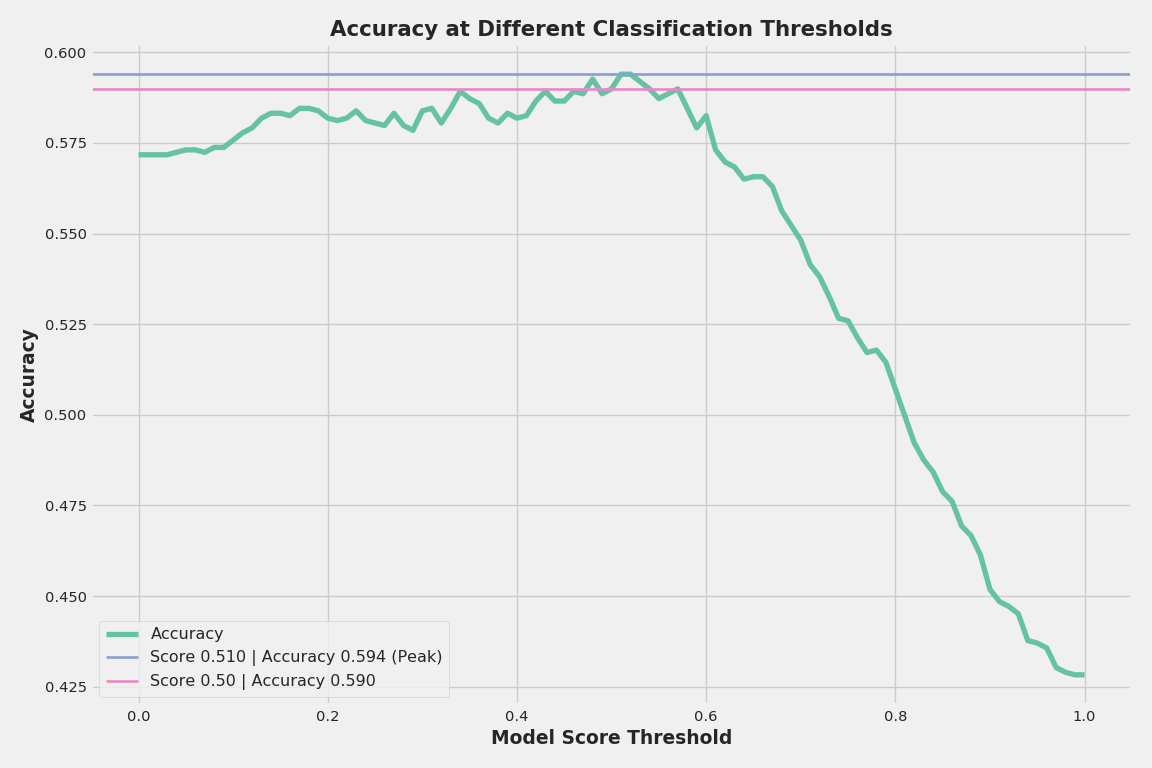 Accuracy at Different Classification Thresholds
0.600
0.575
0.550
0.525
0.500
0.475
0.450
0.425
Accuracy
Accuracy
Score 0.510 | Accuracy 0.594 (Peak)
Score 0.50 | Accuracy 0.590
0.0 0.2 0.4 0.6 0.8 1.0
Model Score Threshold